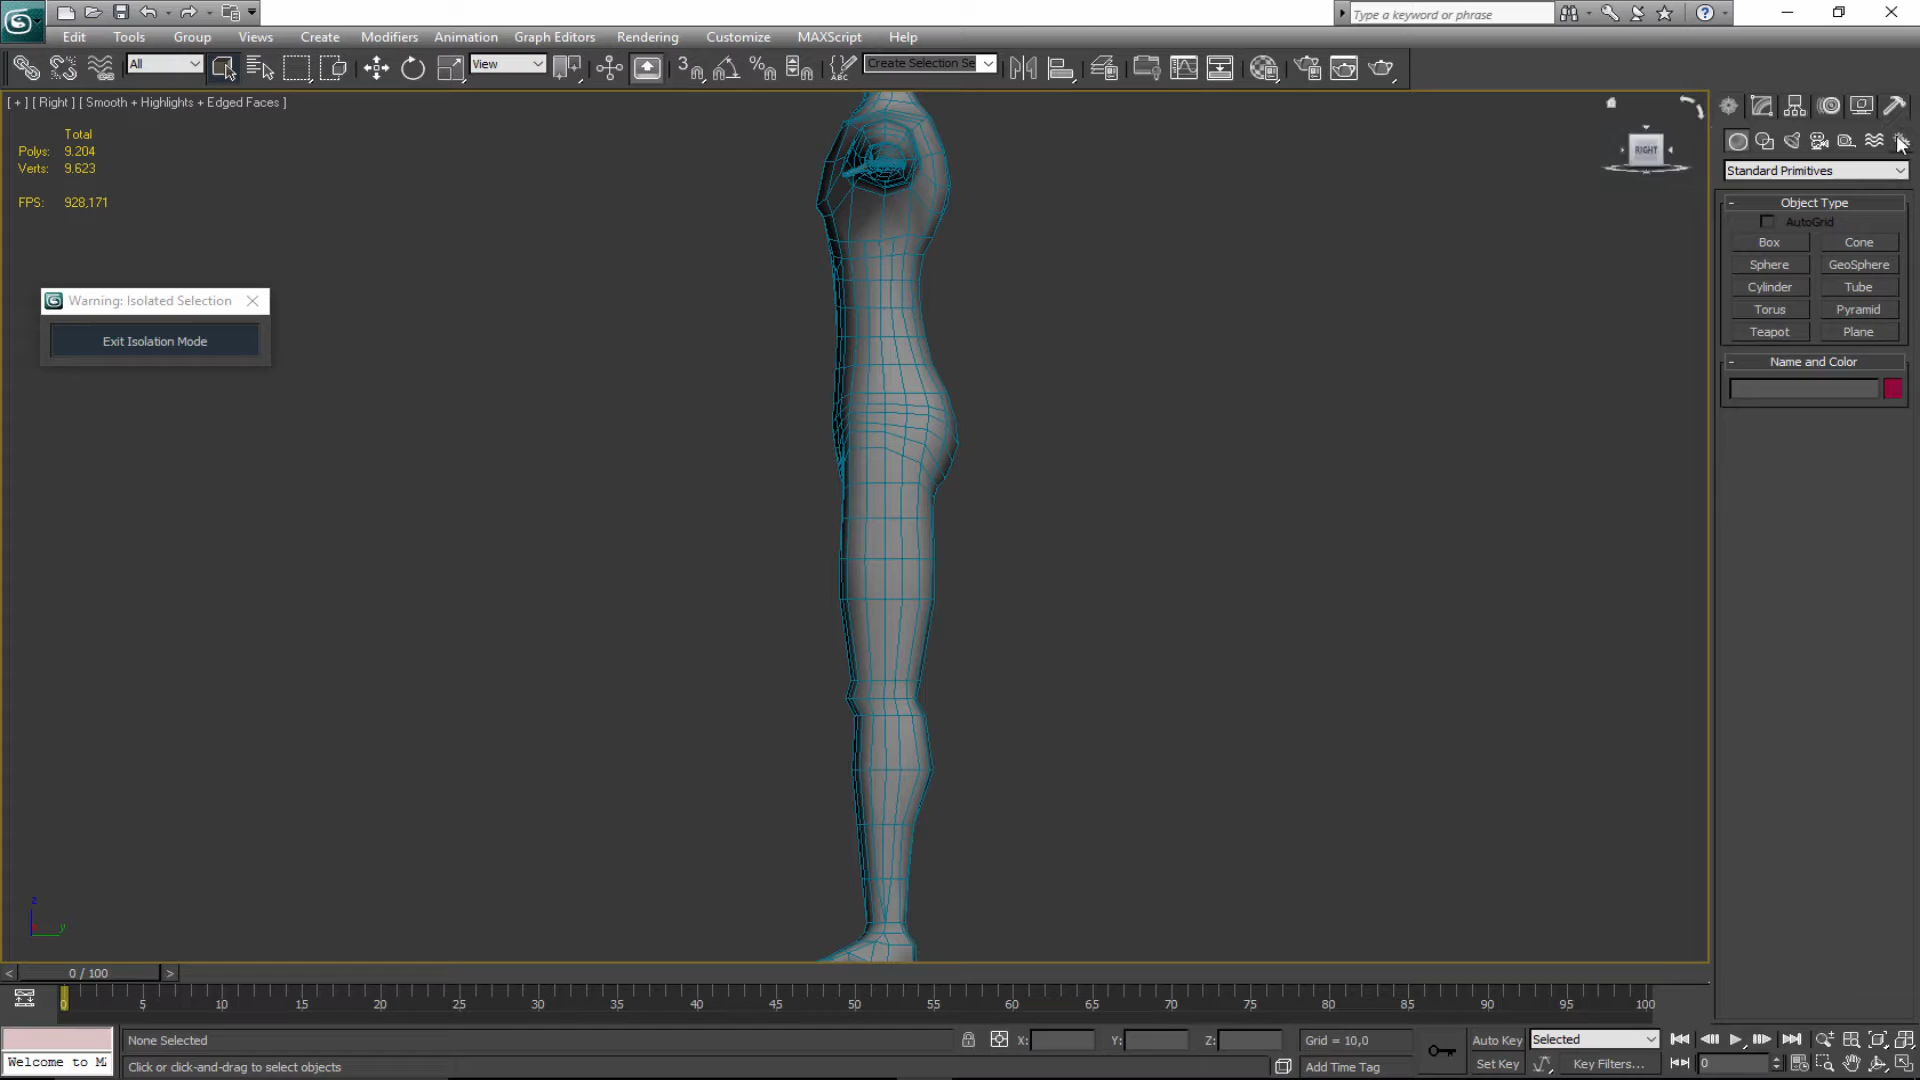 Type a keyword or phrase
Edit Tools Group Views Create Modifiers Animation Graph Editors Rendering Customize MAXScript Help
All View 3 ABC Create Selection Se
[ + ] [ Right ] [ Smooth + Highlights + Edged Faces ]
Total
Polys: 9.204
Verts: 9.623
FPS: 928,171
Warning: Isolated Selection
Exit Isolation Mode
RIGHT
Standard Primitives
- Object Type
AutoGrid
Box Cone
Sphere GeoSphere
Cylinder Tube
Torus Pyramid
Teapot Plane
- Name and Color
z
y
< 0 / 100 >
0 5 10 15 20 25 30 35 40 45 50 55 60 65 70 75 80 85 90 95 100
None Selected X: Y: Z: Grid = 10,0 Auto Key Selected
Welcome to M Click or click-and-drag to select objects Add Time Tag Set Key Key Filters... 0